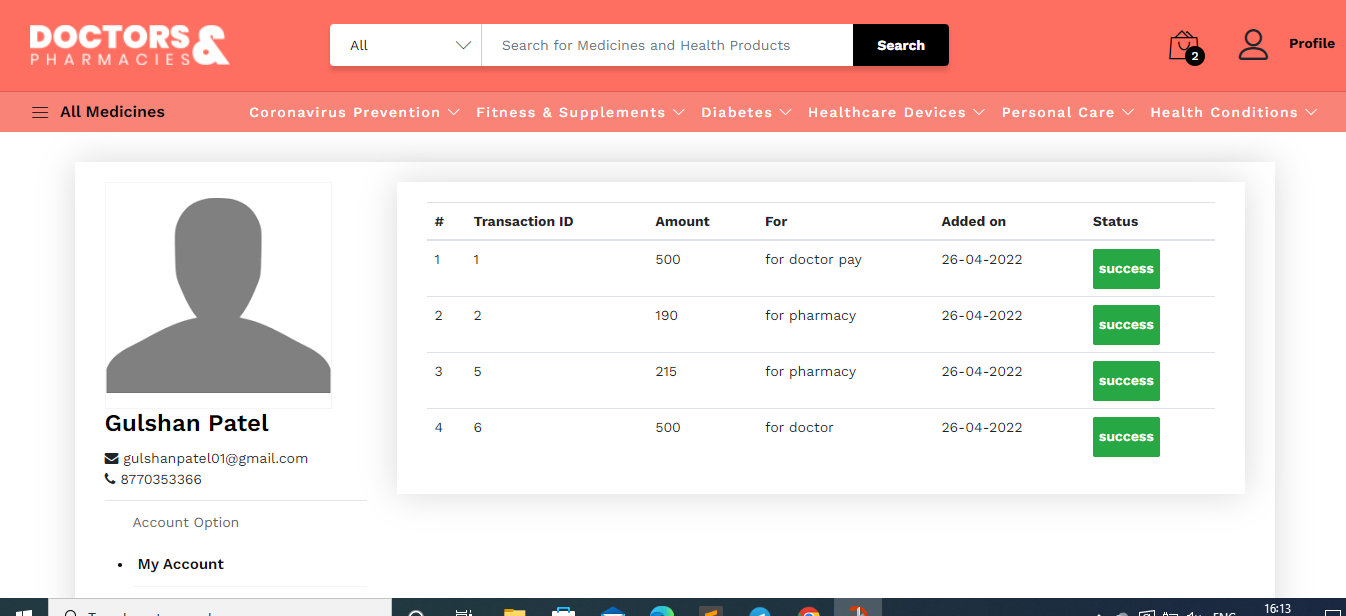 DOCTORS &
PHARMACIES
All
Search for Medicines and Health Products
Search
2
Profile
All Medicines
Coronavirus Prevention
Fitness & Supplements
Diabetes
Healthcare Devices
Personal Care
Health Conditions
# Transaction ID Amount For Added on Status
1 1 500 for doctor pay 26-04-2022 success
2 2 190 for pharmacy 26-04-2022 success
3 5 215 for pharmacy 26-04-2022 success
4 6 500 for doctor 26-04-2022 success
Gulshan Patel
gulshanpatel01@gmail.com
8770353366
Account Option
My Account
16:13